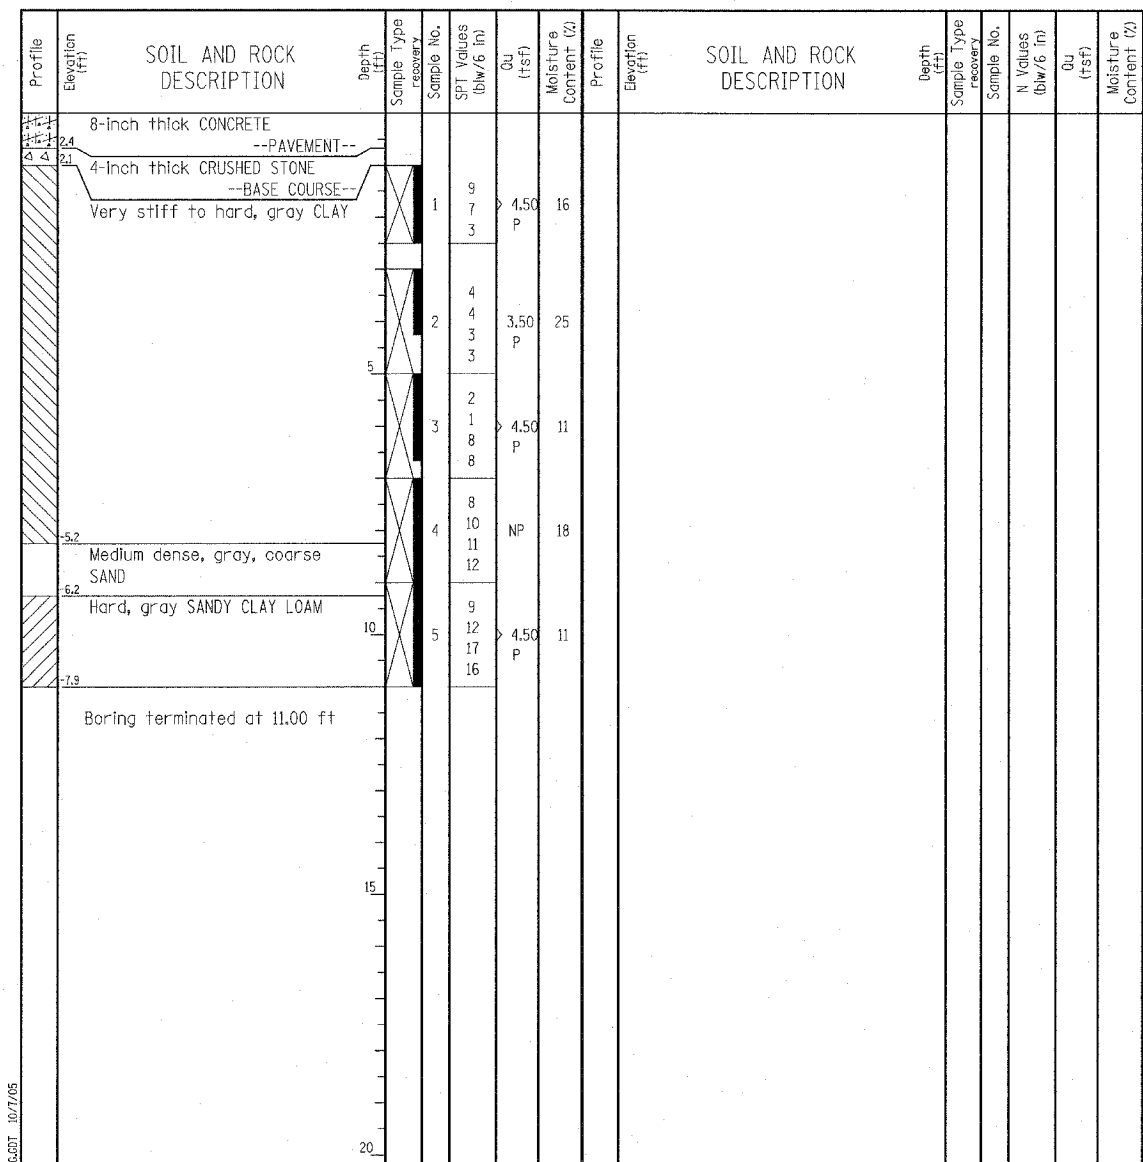 Profile
Elevation
(ft)
SOIL AND ROCK
DESCRIPTION
Depth
(ft)
Sample Type
recovery
Sample No.
SPT Values
(blw/6 in)
Qu
(tsf)
Moisture
Content (%)
Profile
Elevation
(ft)
SOIL AND ROCK
DESCRIPTION
Depth
(ft)
Sample Type
recovery
Sample No.
N Values
(blw/6 in)
Qu
(tsf)
Moisture
Content (%)
8-inch thick CONCRETE
2.4 --PAVEMENT--
2.1 4-inch thick CRUSHED STONE
--BASE COURSE--
Very stiff to hard, gray CLAY
1
9
7
3
> 4.50
P
16
2
4
4
3
3
3.50
P
25
5
3
2
1
8
8
> 4.50
P
11
4
8
10
11
12
NP
18
-5.2
Medium dense, gray, coarse
SAND
-6.2
Hard, gray SANDY CLAY LOAM
10
5
9
12
17
16
> 4.50
P
11
-7.9
Boring terminated at 11.00 ft
15
20
G.GDT 10/7/05